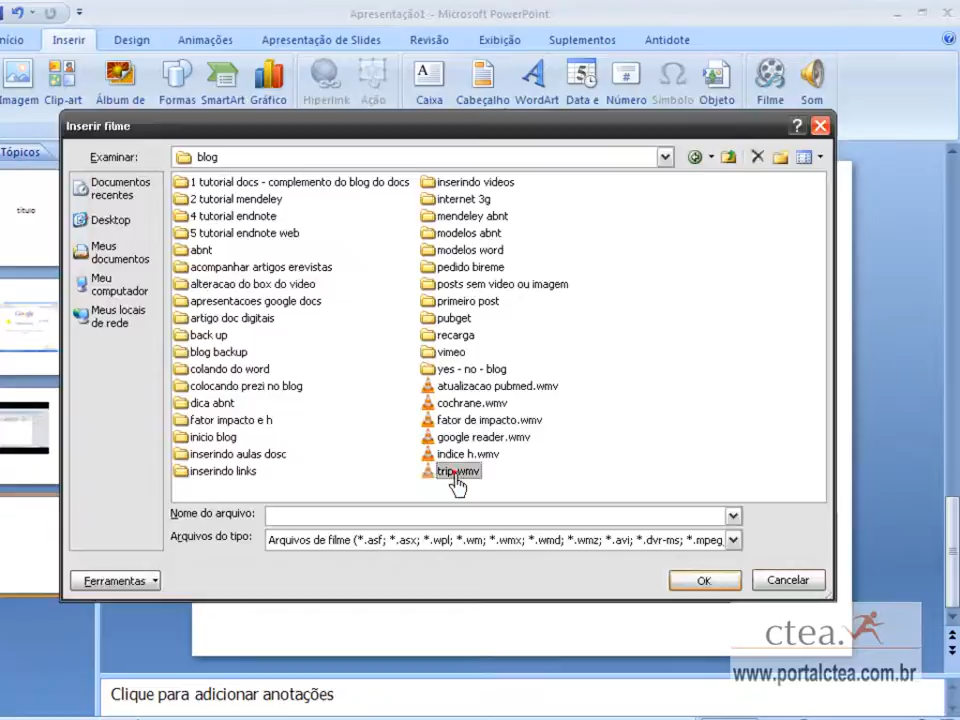 Apresentação1 - Microsoft PowerPoint
nício Inserir Design Animações Apresentação de Slides Revisão Exibição Suplementos Antidote
Imagem Clip-art Álbum de Formas SmartArt Gráfico Hiperlink Ação Caixa Cabeçalho WordArt Data e Número Símbolo Objeto Filme Som
Inserir filme
Tópicos
Examinar: blog
Documentos recentes
Desktop
Meus documentos
Meu computador
Meus locais de rede
1 tutorial docs - complemento do blog do docs
2 tutorial mendeley
4 tutorial endnote
5 tutorial endnote web
abnt
acompanhar artigos erevistas
alteracao do box do video
apresentacoes google docs
artigo doc digitais
back up
blog backup
colando do word
colocando prezi no blog
dica abnt
fator impacto e h
inicio blog
inserindo aulas dosc
inserindo links
inserindo videos
internet 3g
mendeley abnt
modelos abnt
modelos word
pedido bireme
posts sem video ou imagem
primeiro post
pubget
recarga
vimeo
yes - no - blog
atualizacao pubmed.wmv
cochrane.wmv
fator de impacto.wmv
google reader.wmv
indice h.wmv
trip.wmv
Nome do arquivo:
Arquivos do tipo: Arquivos de filme (*.asf; *.asx; *.wpl; *.wm; *.wmx; *.wmd; *.wmz; *.avi; *.dvr-ms; *.mpeg
Ferramentas OK Cancelar
ctea.
www.portalctea.com.br
Clique para adicionar anotações